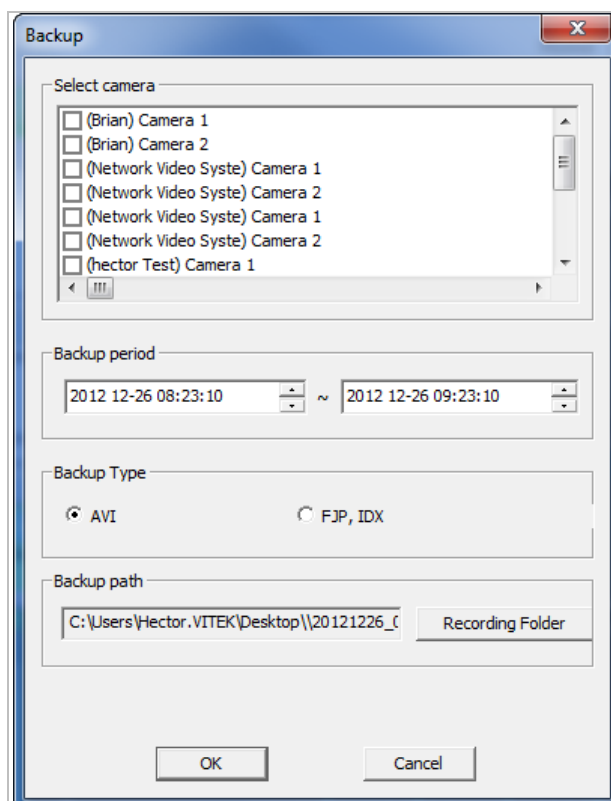 Backup
Select camera
(Brian) Camera 1
(Brian) Camera 2
(Network Video Syste) Camera 1
(Network Video Syste) Camera 2
(Network Video Syste) Camera 1
(Network Video Syste) Camera 2
(hector Test) Camera 1
Backup period
2012 12-26 08:23:10 ~ 2012 12-26 09:23:10
Backup Type
AVI FJP, IDX
Backup path
C:\Users\Hector.VITEK\Desktop\\20121226_ Recording Folder
OK Cancel